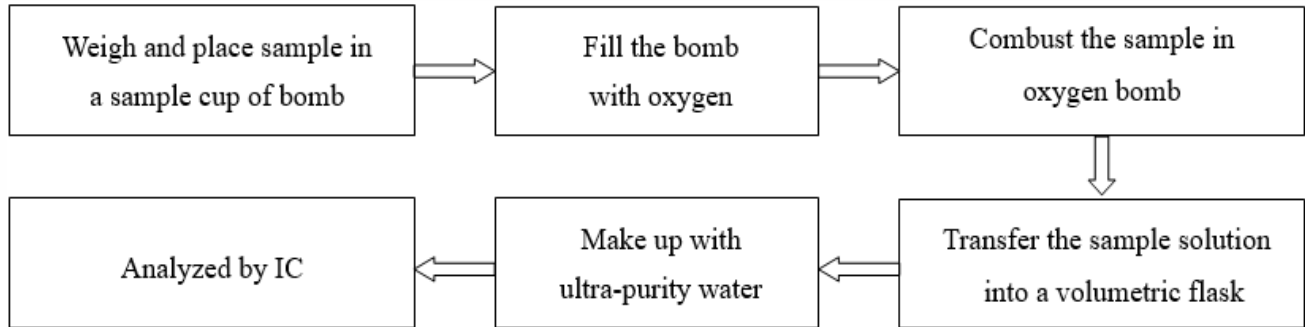 Weigh and place sample in
a sample cup of bomb
Fill the bomb
with oxygen
Combust the sample in
oxygen bomb
Transfer the sample solution
into a volumetric flask
Make up with
ultra-purity water
Analyzed by IC